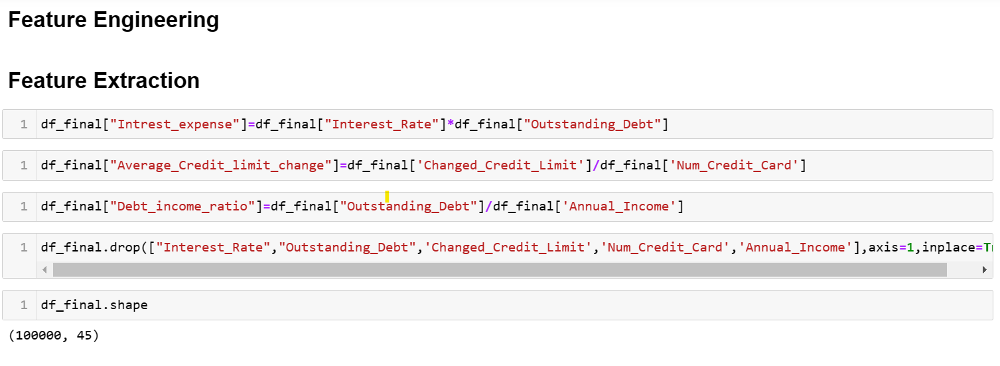 Feature Engineering
Feature Extraction
1 df_final["Intrest_expense"]=df_final["Interest_Rate"]*df_final["Outstanding_Debt"]
1 df_final["Average_Credit_limit_change"]=df_final['Changed_Credit_Limit']/df_final['Num_Credit_Card']
1 df_final["Debt_income_ratio"]=df_final["Outstanding_Debt"]/df_final['Annual_Income']
1 df_final.drop(["Interest_Rate","Outstanding_Debt",'Changed_Credit_Limit','Num_Credit_Card','Annual_Income'],axis=1,inplace=Tr
1 df_final.shape
(100000, 45)